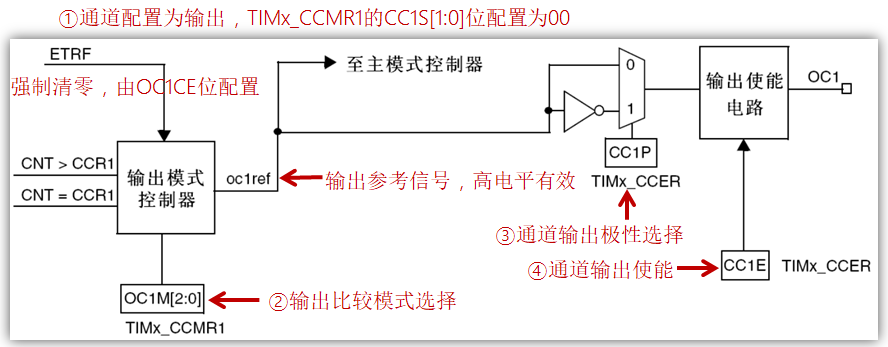 ①通道配置为输出，TIMx_CCMR1的CC1S[1:0]位配置为00
ETRF
强制清零，由OC1CE位配置
至主模式控制器
0
1
输出使能
电路
OC1
CNT > CCR1
CNT = CCR1
输出模式
控制器
oc1ref
输出参考信号，高电平有效
CC1P
TIMx_CCER
③通道输出极性选择
④通道输出使能
CC1E
TIMx_CCER
OC1M[2:0]
②输出比较模式选择
TIMx_CCMR1